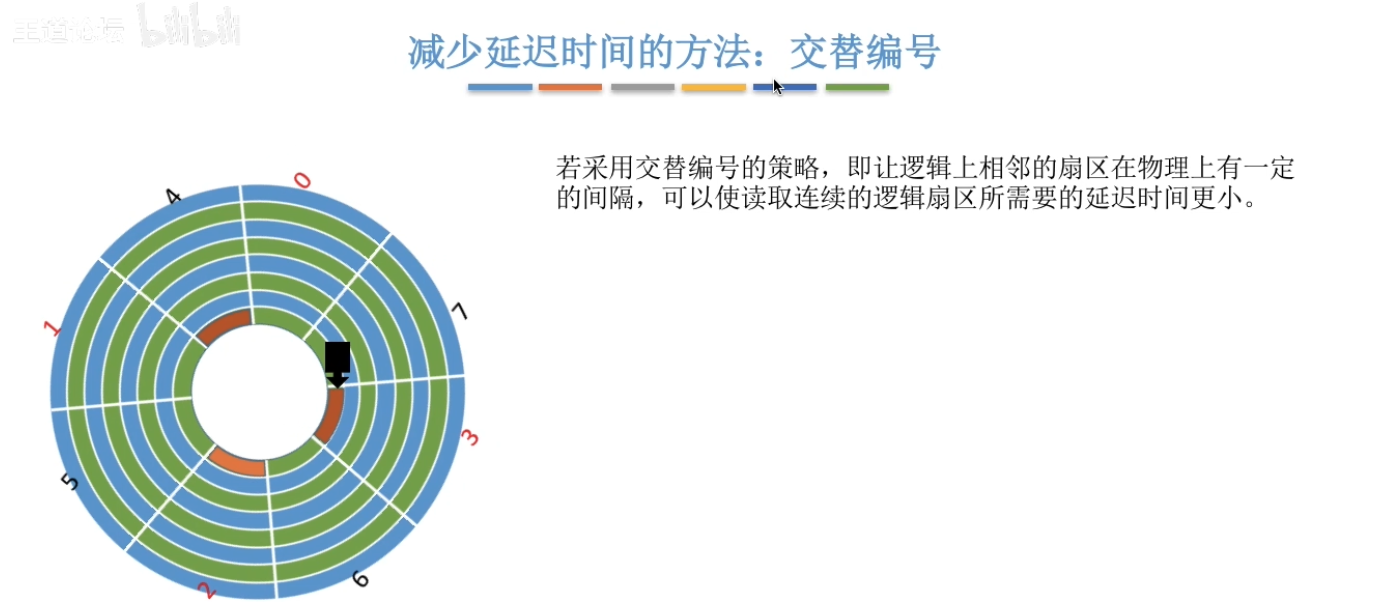 王道论坛 bilibili
减少延迟时间的方法：交替编号
若采用交替编号的策略，即让逻辑上相邻的扇区在物理上有一定
的间隔，可以使读取连续的逻辑扇区所需要的延迟时间更小。
0
4
7
1
3
5
6
2